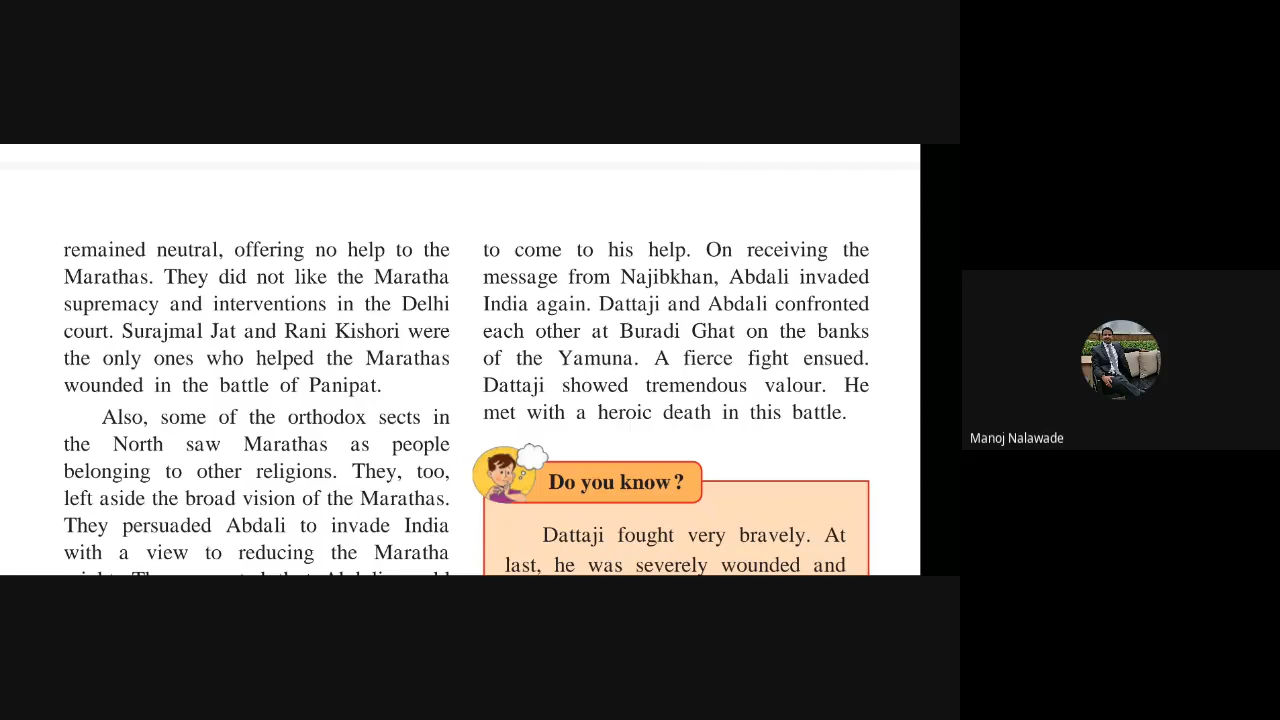 remained neutral, offering no help to the
Marathas. They did not like the Maratha
supremacy and interventions in the Delhi
court. Surajmal Jat and Rani Kishori were
the only ones who helped the Marathas
wounded in the battle of Panipat.
Also, some of the orthodox sects in
the North saw Marathas as people
belonging to other religions. They, too,
left aside the broad vision of the Marathas.
They persuaded Abdali to invade India
with a view to reducing the Maratha
to come to his help. On receiving the
message from Najibkhan, Abdali invaded
India again. Dattaji and Abdali confronted
each other at Buradi Ghat on the banks
of the Yamuna. A fierce fight ensued.
Dattaji showed tremendous valour. He
met with a heroic death in this battle.
Do you know?
Dattaji fought very bravely. At
last, he was severely wounded and
Manoj Nalawade